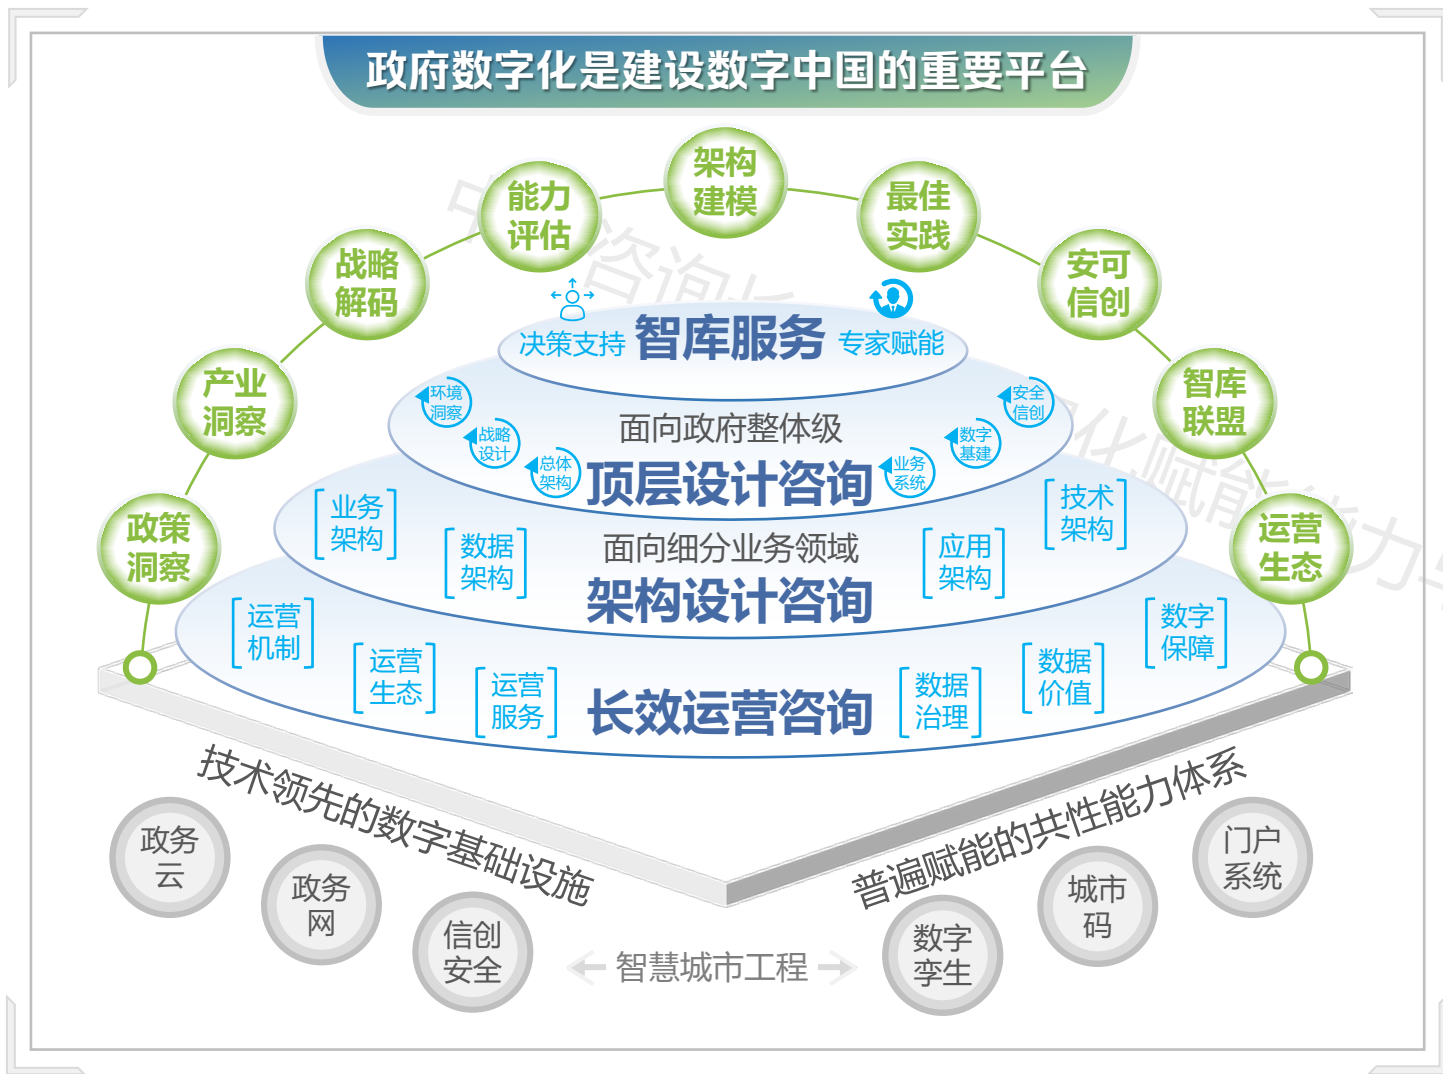 政府数字化是建设数字中国的重要平台
架构
建模
能力
评估
最佳
实践
战略
解码
安可
信创
产业
洞察
智库
联盟
政策
洞察
运营
生态
决策支持
智库服务
专家赋能
环境
洞察
战略
设计
总体
架构
面向政府整体级
顶层设计咨询
业务
系统
数字
基建
安全
信创
业务
架构
数据
架构
面向细分业务领域
架构设计咨询
应用
架构
技术
架构
运营
机制
运营
生态
运营
服务
长效运营咨询
数据
治理
数据
价值
数字
保障
技术领先的数字基础设施
普遍赋能的共性能力体系
政务
云
政务
网
信创
安全
智慧城市工程
数字
孪生
城市
码
门户
系统